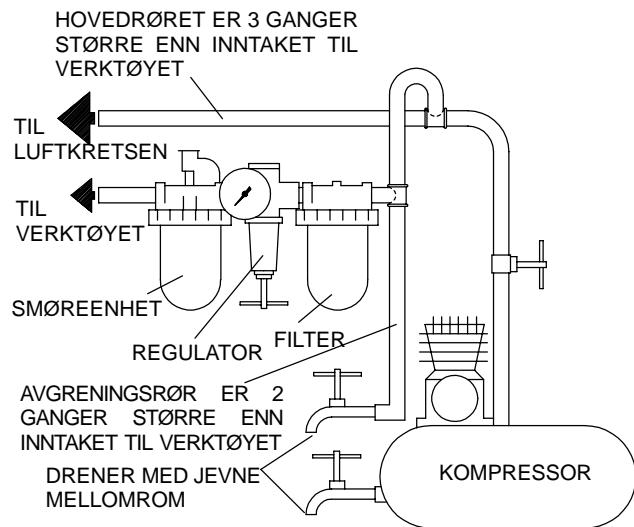 HOVEDRØRET ER 3 GANGER
STØRRE ENN INNTAKET TIL
VERKTØYET
TIL
LUFTKRETSEN
TIL
VERKTØYET
SMØREENHET
REGULATOR
FILTER
AVGRENINGSRØR ER 2
GANGER STØRRE ENN
INNTAKET TIL VERKTØYET
DRENER MED JEVNE
MELLOMROM
KOMPRESSOR